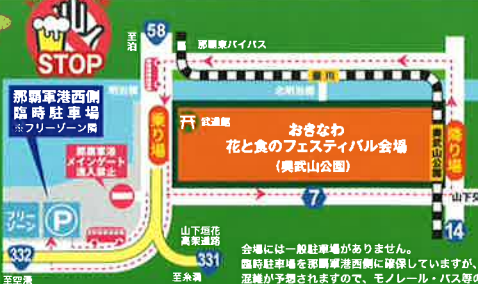 STOP
至
泊
58
那覇東バイパス
明治橋
北明治橋
壷川
那覇軍港西側
臨時駐車場
※フリーゾーン隣
乗り場
武道館
おきなわ
花と食のフェスティバル会場
(奥武山公園)
奥武山公園
降り場
那覇軍港
メインゲート
進入禁止
フリー
ゾーン
P
7
山下交
14
山下垣花
高架道路
332
至空港
331
至糸満
会場には一般駐車場がありません。
臨時駐車場を那覇軍港西側に確保していますが、
混雑が予想されますので、モノレール・バス等の